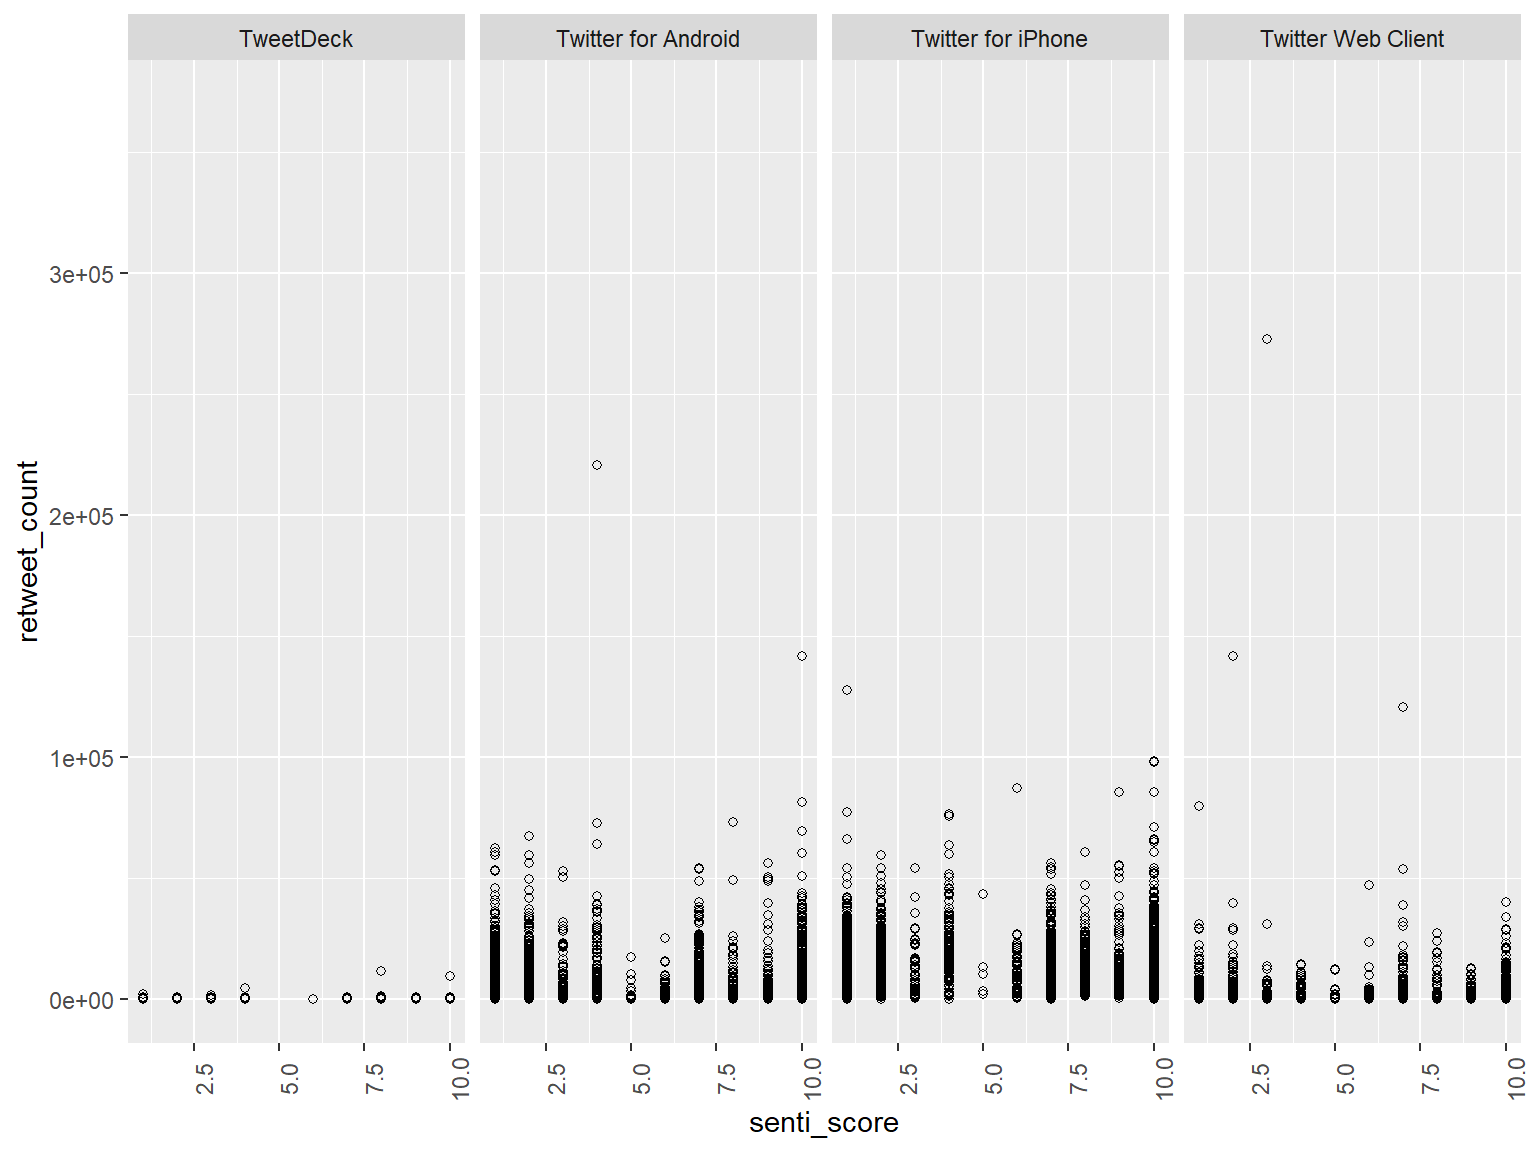 TweetDeck Twitter for Android Twitter for iPhone Twitter Web Client
retweet_count
3e+05
2e+05
1e+05
0e+00
2.5 5.0 7.5 10.0 2.5 5.0 7.5 10.0 2.5 5.0 7.5 10.0 2.5 5.0 7.5 10.0
senti_score